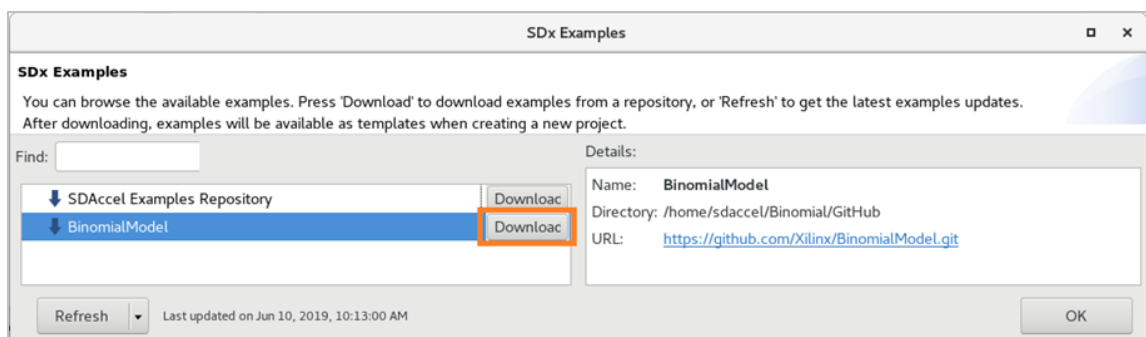 SDx Examples
SDx Examples
You can browse the available examples. Press 'Download' to download examples from a repository, or 'Refresh' to get the latest examples updates.
After downloading, examples will be available as templates when creating a new project.
Find:
SDAccel Examples Repository
Downloac
BinomialModel
Downloac
Details:
Name: BinomialModel
Directory: /home/sdaccel/Binomial/GitHub
URL: https://github.com/Xilinx/BinomialModel.git
Refresh
Last updated on Jun 10, 2019, 10:13:00 AM
OK